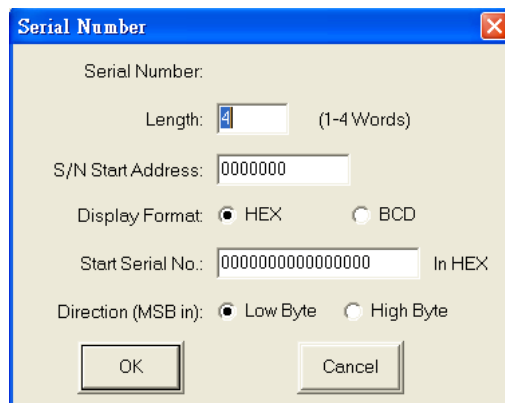 Serial Number
Serial Number:
Length: 4 (1-4 Words)
S/N Start Address: 0000000
Display Format: HEX BCD
Start Serial No.: 0000000000000000 In HEX
Direction (MSB in): Low Byte High Byte
OK Cancel